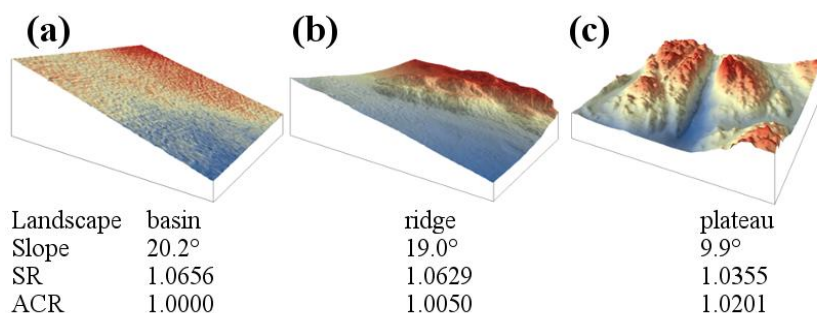 (a) (b) (c)
Landscape basin ridge plateau
Slope 20.2° 19.0° 9.9°
SR 1.0656 1.0629 1.0355
ACR 1.0000 1.0050 1.0201